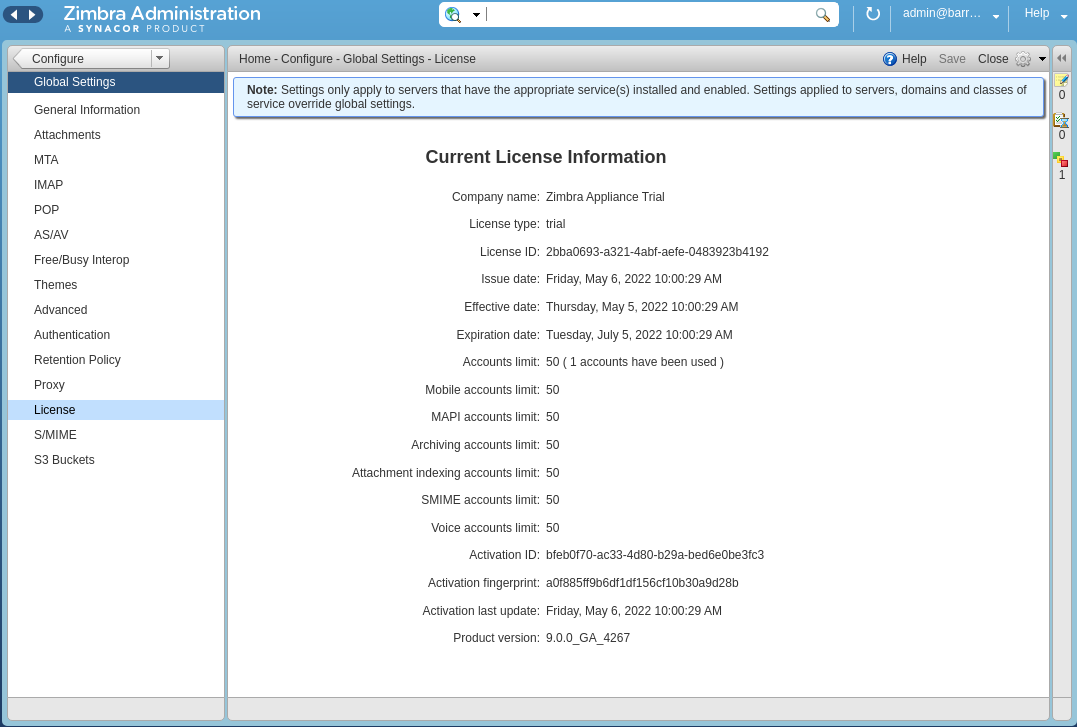 Zimbra Administration
A SYNACOR PRODUCT
admin@barr...
Help
Configure
Home - Configure - Global Settings - License
Help
Save
Close
Global Settings
General Information
Attachments
MTA
IMAP
POP
AS/AV
Free/Busy Interop
Themes
Advanced
Authentication
Retention Policy
Proxy
License
S/MIME
S3 Buckets
Note: Settings only apply to servers that have the appropriate service(s) installed and enabled. Settings applied to servers, domains and classes of
service override global settings.
Current License Information
Company name: Zimbra Appliance Trial
License type: trial
License ID: 2bba0693-a321-4abf-aefe-0483923b4192
Issue date: Friday, May 6, 2022 10:00:29 AM
Effective date: Thursday, May 5, 2022 10:00:29 AM
Expiration date: Tuesday, July 5, 2022 10:00:29 AM
Accounts limit: 50 ( 1 accounts have been used )
Mobile accounts limit: 50
MAPI accounts limit: 50
Archiving accounts limit: 50
Attachment indexing accounts limit: 50
SMIME accounts limit: 50
Voice accounts limit: 50
Activation ID: bfeb0f70-ac33-4d80-b29a-bed6e0be3fc3
Activation fingerprint: a0f885ff9b6df1df156cf10b30a9d28b
Activation last update: Friday, May 6, 2022 10:00:29 AM
Product version: 9.0.0_GA_4267
0
0
1